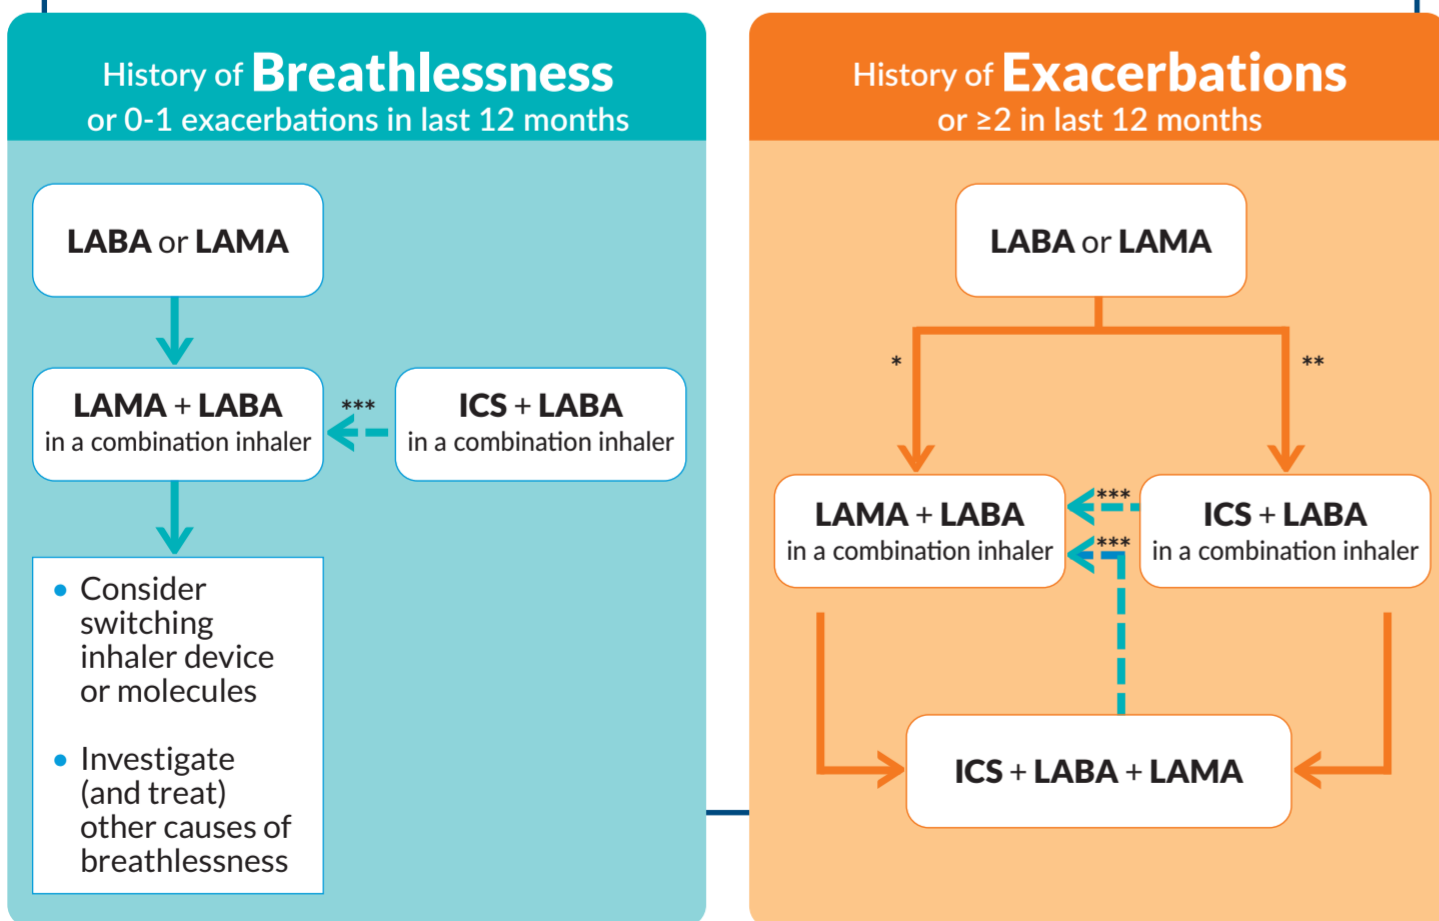 History of Breathlessness
or 0-1 exacerbations in last 12 months
LABA or LAMA
LAMA + LABA
in a combination inhaler
***
ICS + LABA
in a combination inhaler
• Consider
switching
inhaler device
or molecules
• Investigate
(and treat)
other causes of
breathlessness
History of Exacerbations
or ≥2 in last 12 months
LABA or LAMA
*
**
LAMA + LABA
in a combination inhaler
***
***
ICS + LABA
in a combination inhaler
ICS + LABA + LAMA